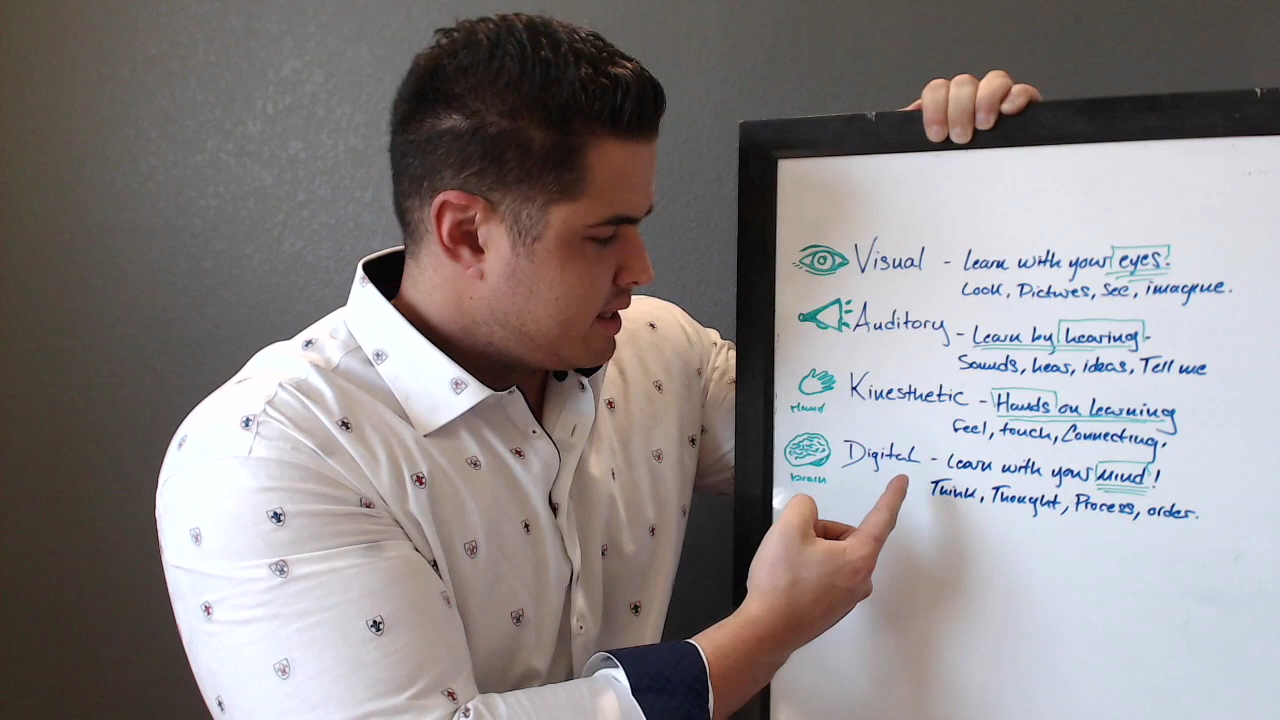 Visual - Learn with your eyes.
Look, Pictures, see, imagine.
Auditory - Learn by hearing -
Sounds, hear, ideas, Tell me
Kinesthetic - Hands on learning
Hand
Feel, touch, Connecting,
Digital - Learn with your mind!
brain
Think, Thought, Process, order.